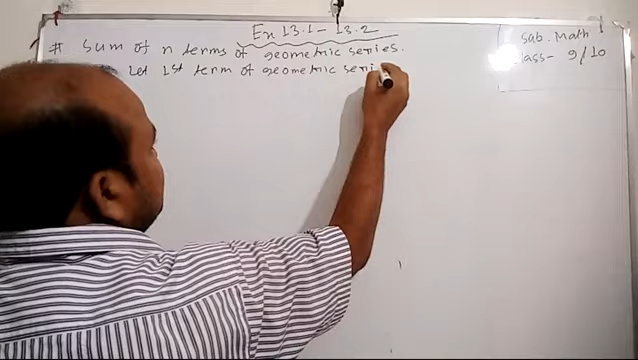 Ex 13.1 - 13.2
Sub. Math
Class- 9/10
# Sum of n terms of geometric series.
Let 1st term of geometric seri